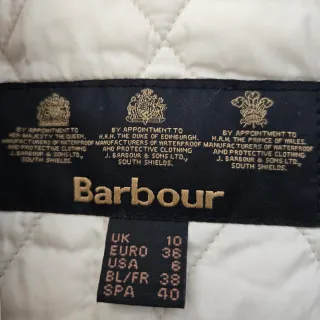 BY APPOINTMENT TO
HER MAJESTY THE QUEEN,
MANUFACTURERS OF WATERPROOF
AND PROTECTIVE CLOTHING
J. BARBOUR & SONS LTD.,
SOUTH SHIELDS.
BY APPOINTMENT TO
H.R.H. THE DUKE OF EDINBURGH.
MANUFACTURERS OF WATERPROOF
AND PROTECTIVE CLOTHING
J. BARBOUR & SONS LTD.,
SOUTH SHIELDS.
BY APPOINTMENT TO
H.R.H. THE PRINCE OF WALES.
MANUFACTURERS OF WATERPROOF
AND PROTECTIVE CLOTHING
J. BARBOUR & SONS LTD.,
SOUTH SHIELDS.
Barbour
UK 10
EURO 36
USA 6
BL/FR 38
SPA 40